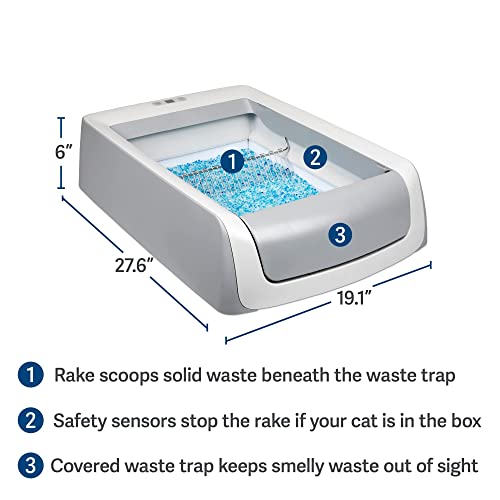 6”
1
2
3
27.6”
19.1”
1 Rake scoops solid waste beneath the waste trap
2 Safety sensors stop the rake if your cat is in the box
3 Covered waste trap keeps smelly waste out of sight